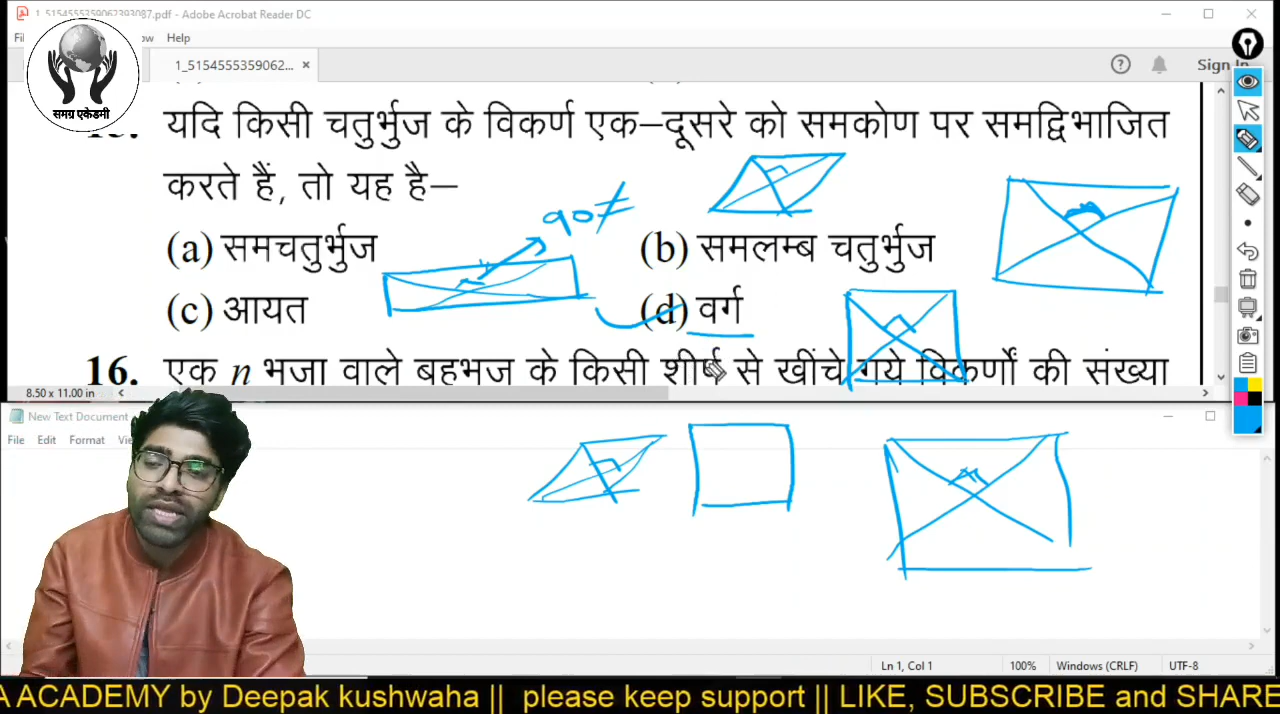 1_5154555359062393087.pdf - Adobe Acrobat Reader DC
Help
1_5154555359062... ×
Sign In
समग्र एकेडमी
यदि किसी चतुर्भुज के विकर्ण एक–दूसरे को समकोण पर समद्विभाजित
करते हैं, तो यह है–
90 ≠
(a) समचतुर्भुज (b) समलम्ब चतुर्भुज
(c) आयत (d) वर्ग
16. एक n भुजा वाले बहुभुज के किसी शीर्ष से खींचे गये विकर्णों की संख्या
8.50 x 11.00 in
New Text Document
File Edit Format
Ln 1, Col 1 100% Windows (CRLF) UTF-8
A ACADEMY by Deepak kushwaha || please keep support || LIKE, SUBSCRIBE and SHARE